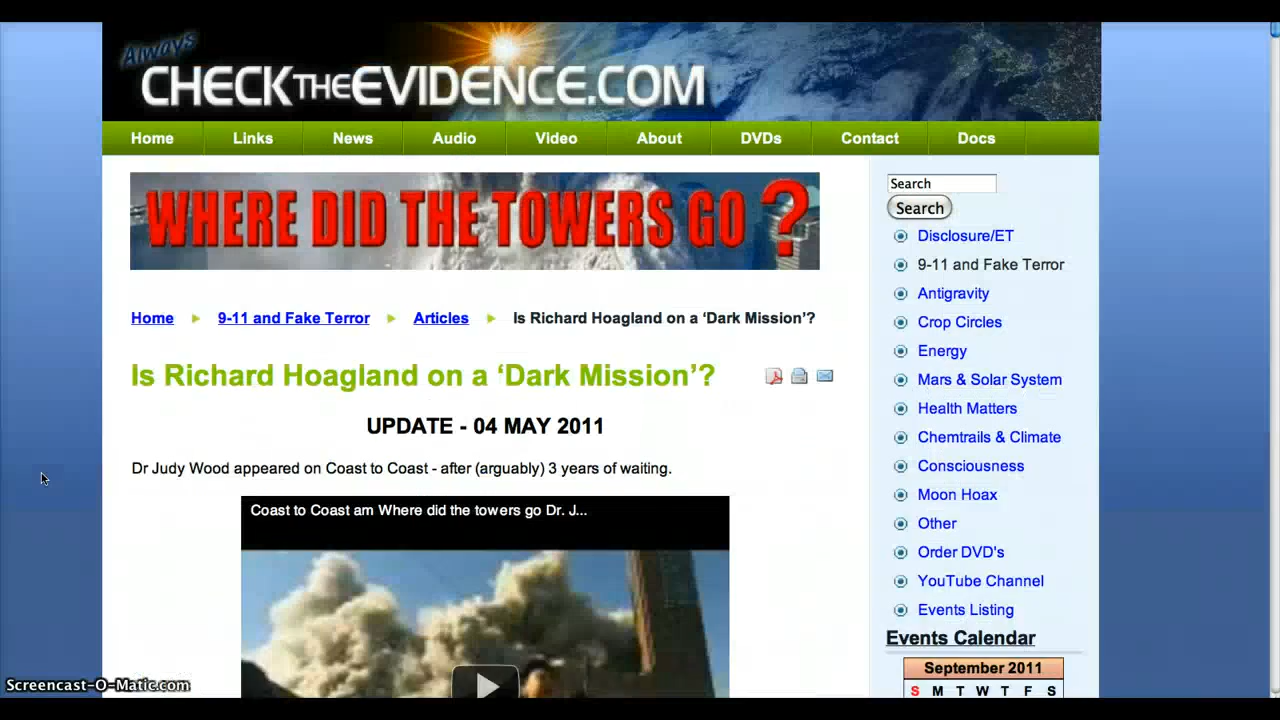 Always
CHECKTHEEVIDENCE.COM
Home Links News Audio Video About DVDs Contact Docs
WHERE DID THE TOWERS GO?
Home 9-11 and Fake Terror Articles Is Richard Hoagland on a ‘Dark Mission’?
Is Richard Hoagland on a ‘Dark Mission’?
UPDATE - 04 MAY 2011
Dr Judy Wood appeared on Coast to Coast - after (arguably) 3 years of waiting.
Coast to Coast am Where did the towers go Dr. J...
Search
Search
Disclosure/ET
9-11 and Fake Terror
Antigravity
Crop Circles
Energy
Mars & Solar System
Health Matters
Chemtrails & Climate
Consciousness
Moon Hoax
Other
Order DVD's
YouTube Channel
Events Listing
Events Calendar
September 2011
S M T W T F S
Screencast-O-Matic.com